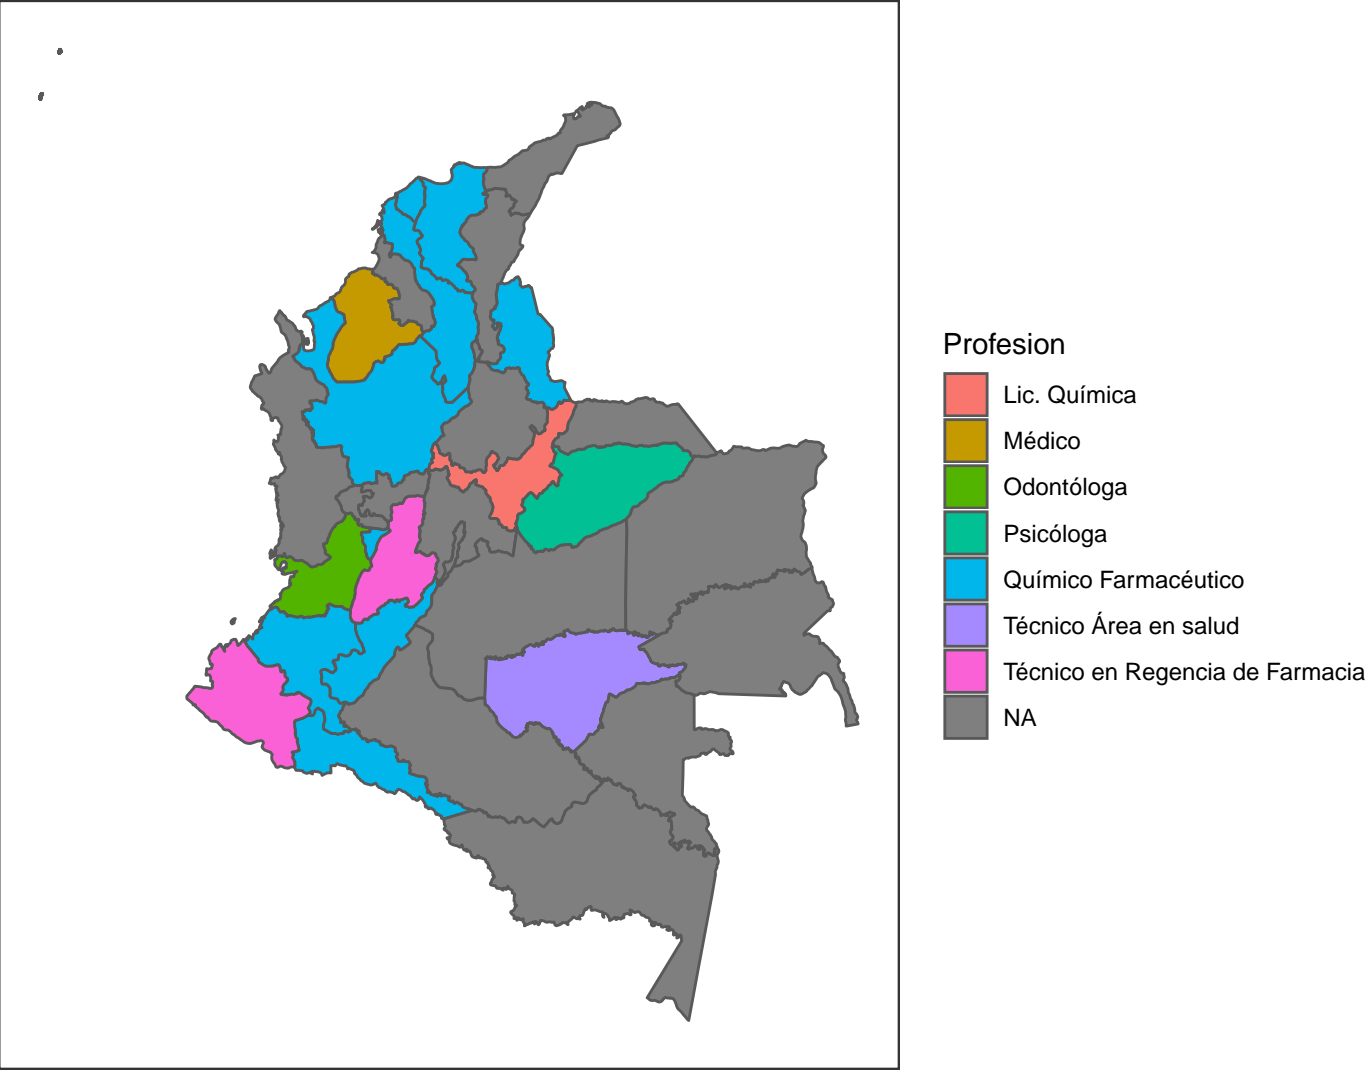 Profesion
Lic. Química
Médico
Odontóloga
Psicóloga
Químico Farmacéutico
Técnico Área en salud
Técnico en Regencia de Farmacia
NA